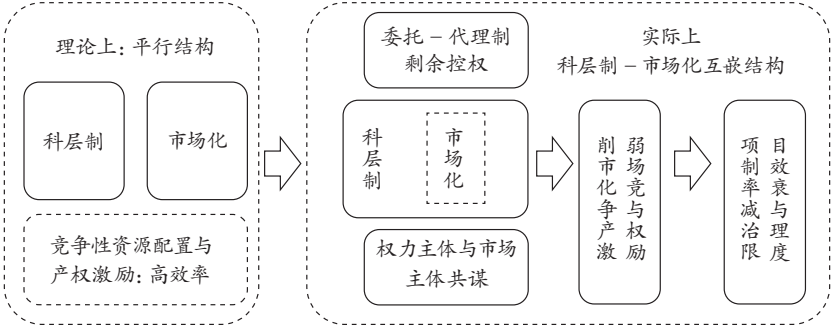 理论上：平行结构
科层制
市场化
竞争性资源配置与
产权激励：高效率
委托－代理制
剩余控权
实际上
科层制－市场化互嵌结构
科层制
市场化
权力主体与市场
主体共谋
削弱
市场
化竞
争与
产权
激励
项目
制效
率衰
减与
治理
限度